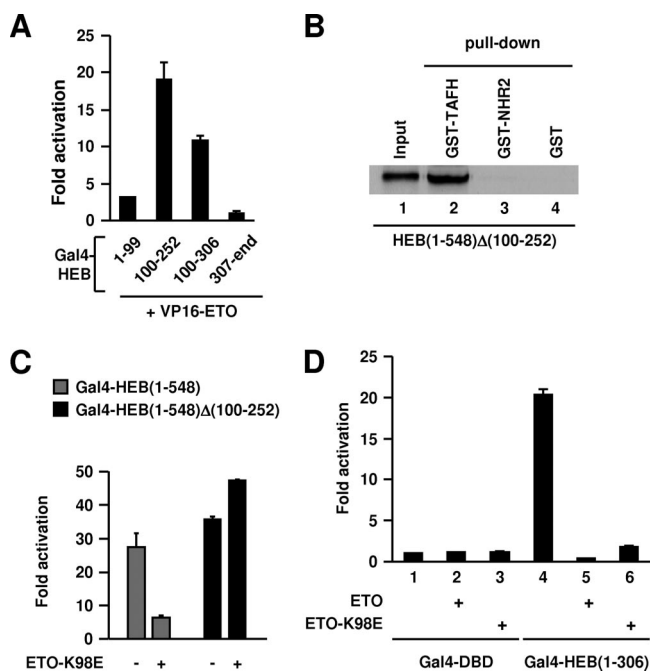 A
Fold activation
25
20
15
10
5
0
Gal4-HEB
1-99
100-252
100-306
307-end
+ VP16-ETO
B
pull-down
Input
GST-TAFH
GST-NHR2
GST
1 2 3 4
HEB(1-548)Δ(100-252)
C
Gal4-HEB(1-548)
Gal4-HEB(1-548)Δ(100-252)
Fold activation
50
40
30
20
10
0
ETO-K98E - + - +
D
Fold activation
25
20
15
10
5
0
1 2 3 4 5 6
ETO + +
ETO-K98E + +
Gal4-DBD Gal4-HEB(1-306)